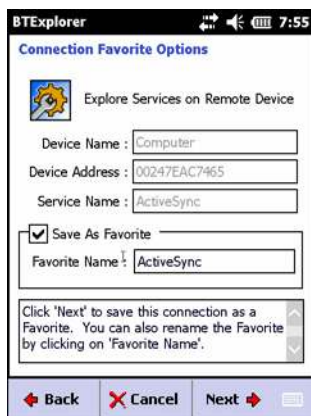 BTExplorer 7:55
Connection Favorite Options
Explore Services on Remote Device
Device Name : Computer
Device Address : 00247EAC7465
Service Name : ActiveSync
Save As Favorite
Favorite Name : ActiveSync
Click 'Next' to save this connection as a
Favorite. You can also rename the Favorite
by clicking on 'Favorite Name'.
Back Cancel Next